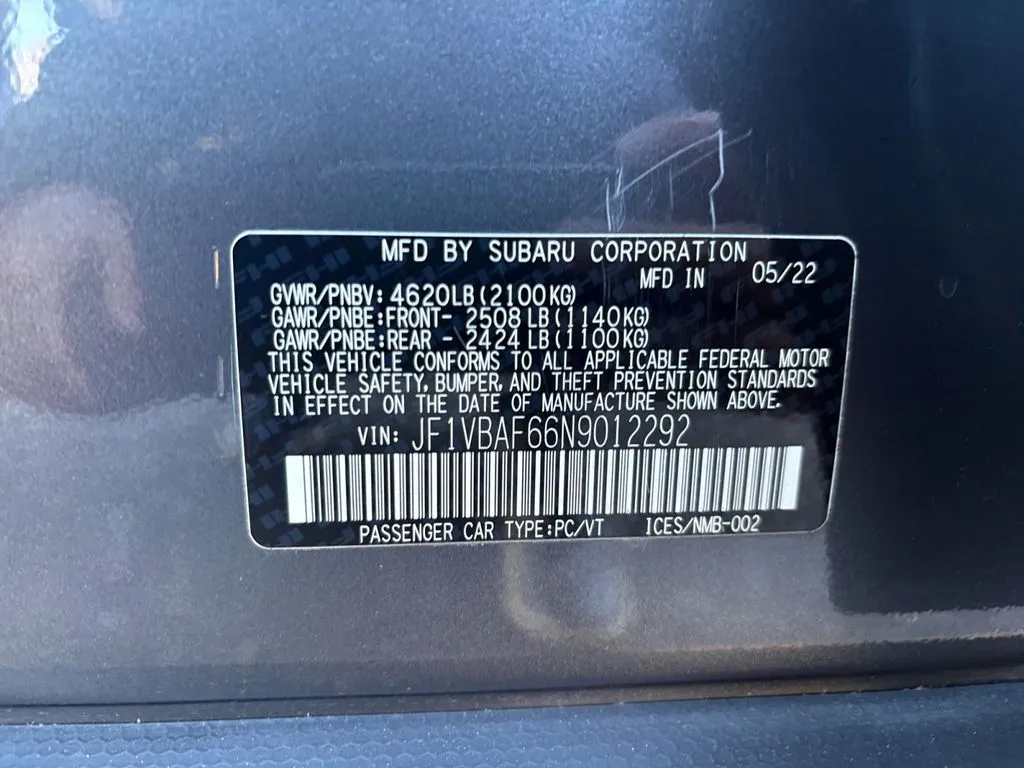 MFD BY SUBARU CORPORATION
MFD IN 05/22
GVWR/PNBV: 4620LB(2100KG)
GAWR/PNBE:FRONT- 2508 LB(1140KG)
GAWR/PNBE:REAR - 2424 LB(1100KG)
THIS VEHICLE CONFORMS TO ALL APPLICABLE FEDERAL MOTOR
VEHICLE SAFETY, BUMPER, AND THEFT PREVENTION STANDARDS
IN EFFECT ON THE DATE OF MANUFACTURE SHOWN ABOVE.
VIN: JF1VBAF66N9012292
PASSENGER CAR TYPE:PC/VT ICES/NMB-002